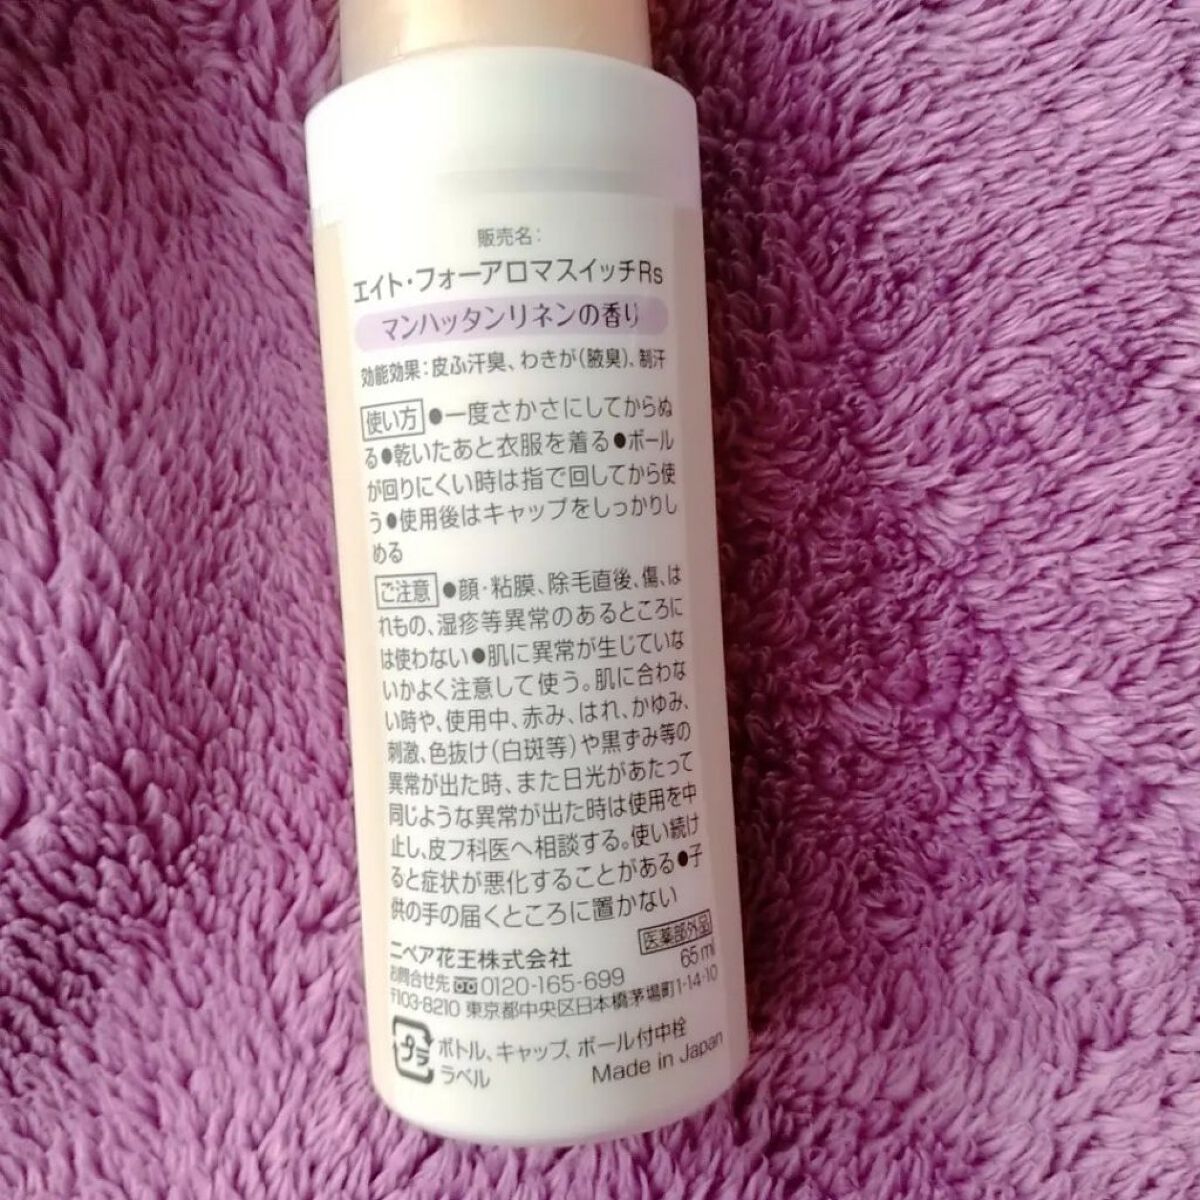 販売名:
エイト・フォーアロマスイッチRs
マンハッタンリネンの香り
効能効果:皮ふ汗臭、わきが(腋臭)、制汗
使い方 ●一度さかさにしてからぬ
る●乾いたあと衣服を着る●ボール
が回りにくい時は指で回してから使
う●使用後はキャップをしっかりし
める
ご注意 ●顔・粘膜、除毛直後、傷、は
れもの、湿疹等異常のあるところに
は使わない●肌に異常が生じていな
いかよく注意して使う。肌に合わな
い時や、使用中、赤み、はれ、かゆみ、
刺激、色抜け(白斑等)や黒ずみ等の
異常が出た時、また日光があたって
同じような異常が出た時は使用を中
止し、皮フ科医へ相談する。使い続け
ると症状が悪化することがある●子
供の手の届くところに置かない
医薬部外品
ニベア花王株式会社 65ml
お問合せ先 0120-165-699
〒103-8210 東京都中央区日本橋茅場町1-14-10
プラ ボトル、キャップ、ボール付中栓
ラベル Made in Japan